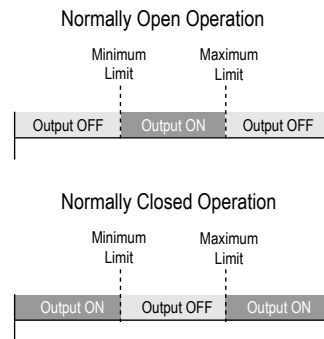 Normally Open Operation
Minimum Limit
Maximum Limit
Output OFF
Output ON
Output OFF
Normally Closed Operation
Minimum Limit
Maximum Limit
Output ON
Output OFF
Output ON